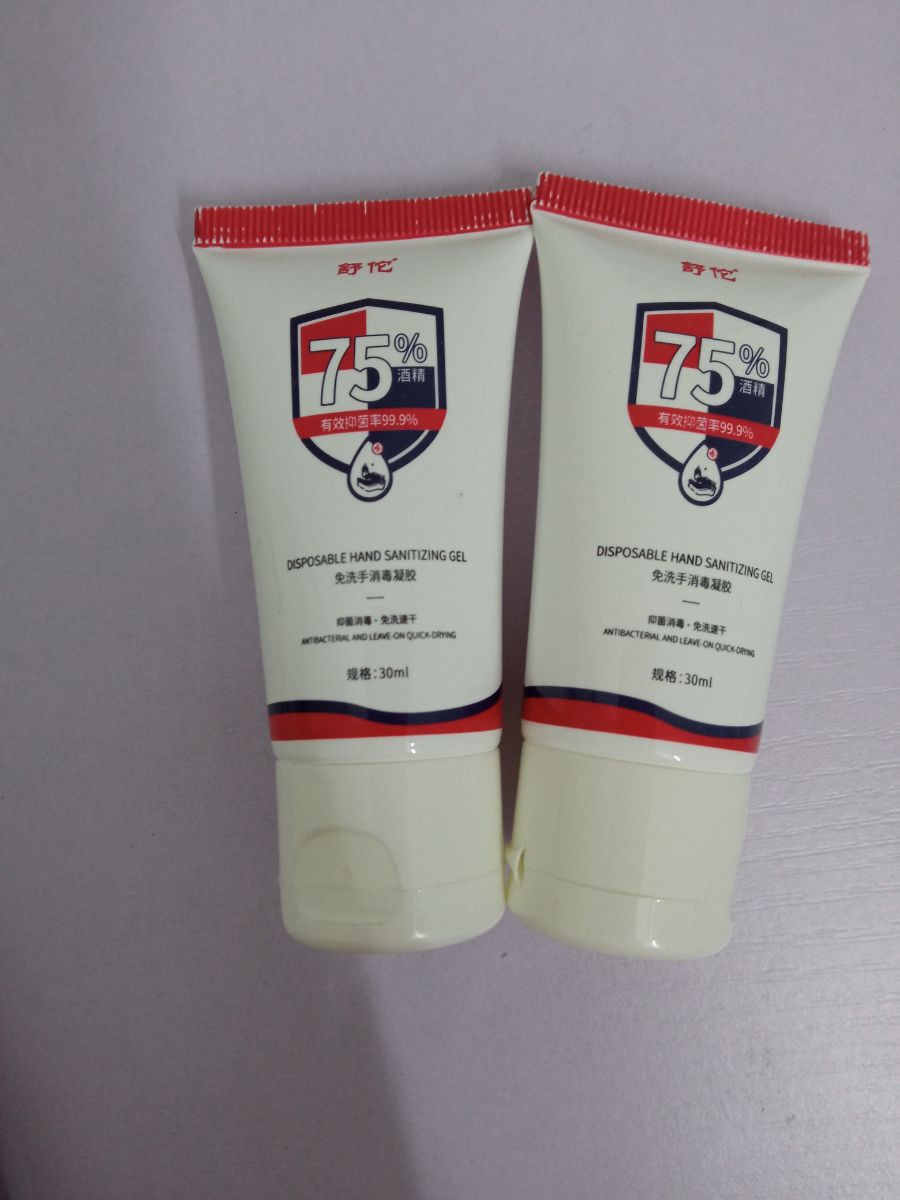 舒佗
75%
酒精
有效抑菌率99.9%
DISPOSABLE HAND SANITIZING GEL
免洗手消毒凝胶
抑菌消毒·免洗速干
ANTIBACTERIAL AND LEAVE-ON QUICK-DRYING
规格:30ml
舒佗
75%
酒精
有效抑菌率99.9%
DISPOSABLE HAND SANITIZING GEL
免洗手消毒凝胶
抑菌消毒·免洗速干
ANTIBACTERIAL AND LEAVE-ON QUICK-DRYING
规格:30ml